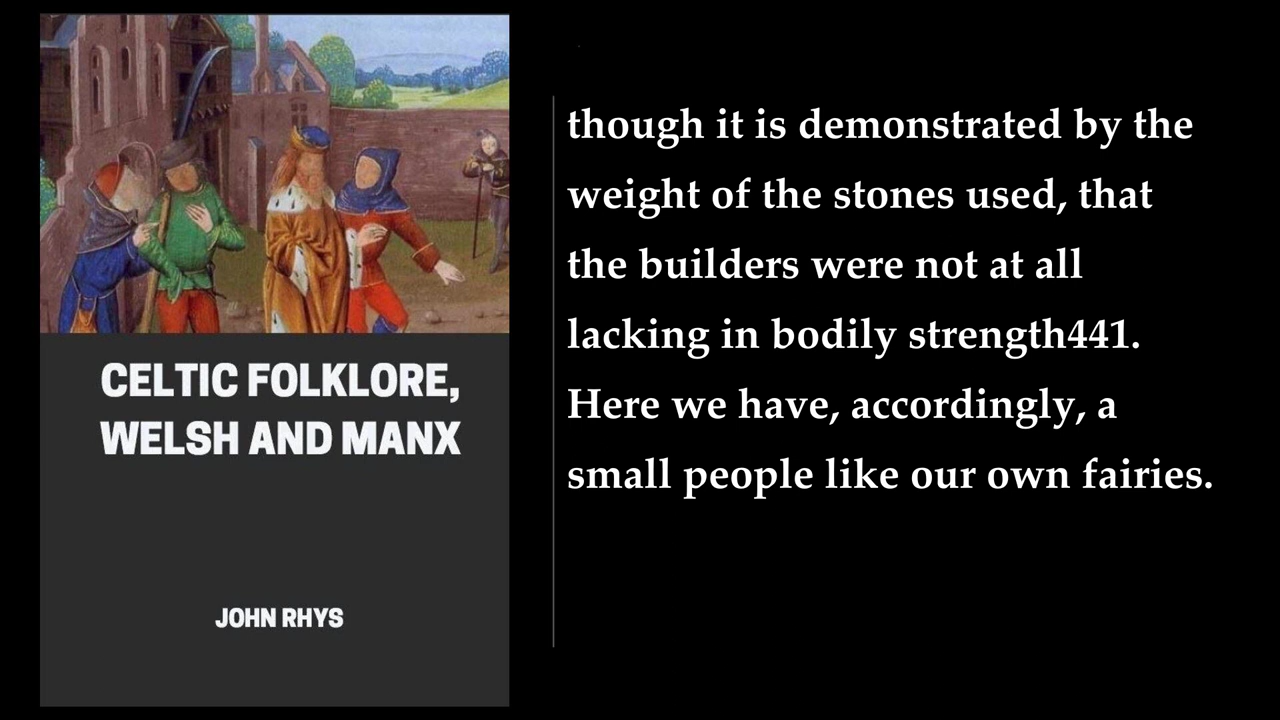 CELTIC FOLKLORE,
WELSH AND MANX
JOHN RHYS
though it is demonstrated by the
weight of the stones used, that
the builders were not at all
lacking in bodily strength441.
Here we have, accordingly, a
small people like our own fairies.